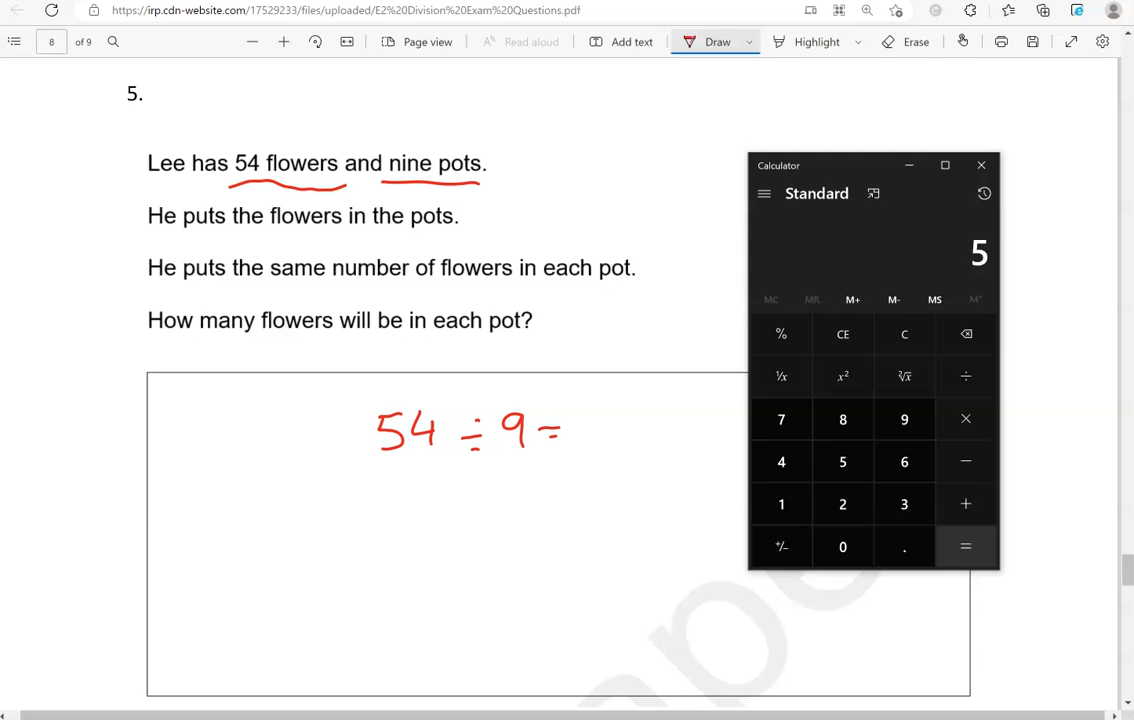 https://irp.cdn-website.com/17529233/files/uploaded/E2%20Division%20Exam%20Questions.pdf
8 of 9 Page view Read aloud Add text Draw Highlight Erase
5.
Lee has 54 flowers and nine pots.
He puts the flowers in the pots.
He puts the same number of flowers in each pot.
How many flowers will be in each pot?
54 ÷ 9 =
Calculator
Standard
5
MC MR M+ M- MS M˅
% CE C
1/x x² ²√x ÷
7 8 9 ×
4 5 6 −
1 2 3 +
+/- 0 . =